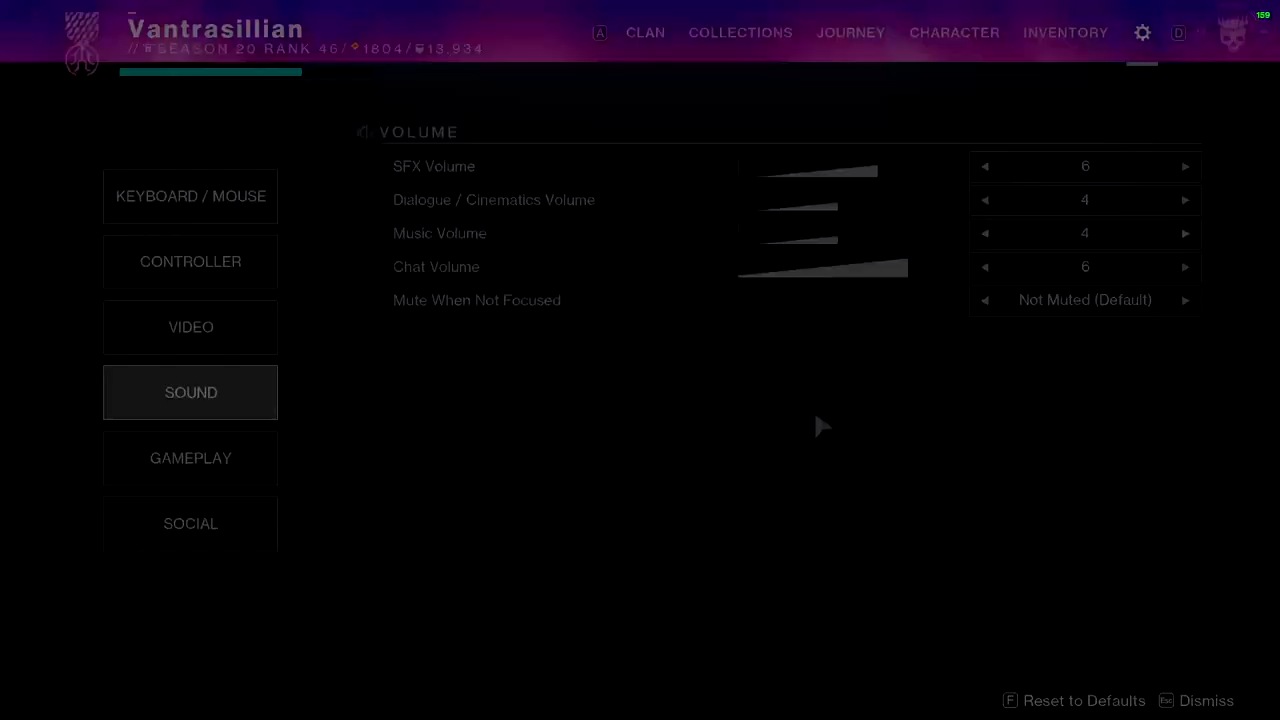 159
Vantrasillian
// SEASON 20 RANK 46/ 1804/ 13,934
A CLAN COLLECTIONS JOURNEY CHARACTER INVENTORY D
VOLUME
SFX Volume 6
Dialogue / Cinematics Volume 4
Music Volume 4
Chat Volume 6
Mute When Not Focused Not Muted (Default)
KEYBOARD / MOUSE
CONTROLLER
VIDEO
SOUND
GAMEPLAY
SOCIAL
F Reset to Defaults Esc Dismiss